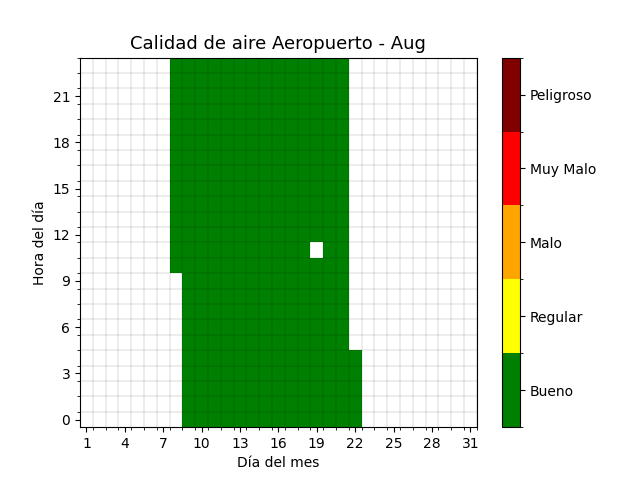 Calidad de aire Aeropuerto - Aug
Hora del día
21
18
15
12
9
6
3
0
1 4 7 10 13 16 19 22 25 28 31
Día del mes
Peligroso
Muy Malo
Malo
Regular
Bueno